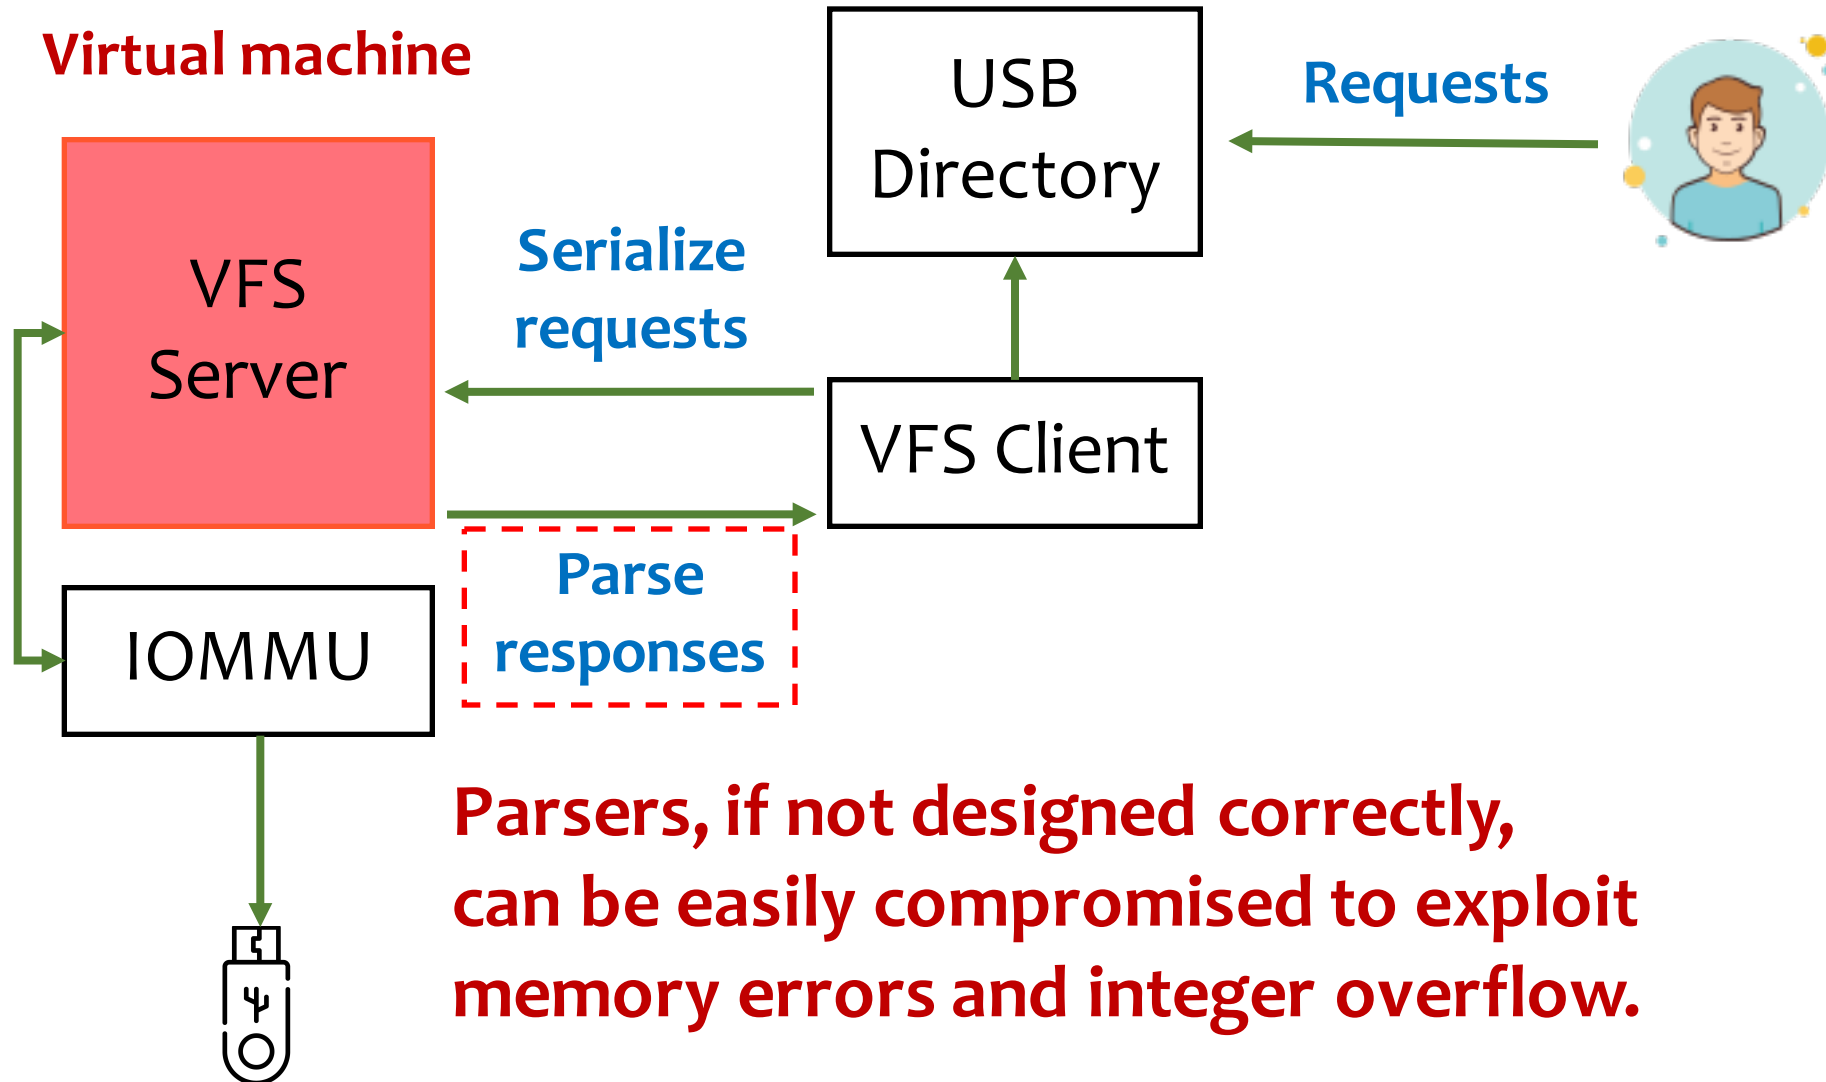 Virtual machine
USB
Directory
Requests
VFS
Server
Serialize
requests
VFS Client
Parse
responses
IOMMU
Parsers, if not designed correctly,
can be easily compromised to exploit
memory errors and integer overflow.